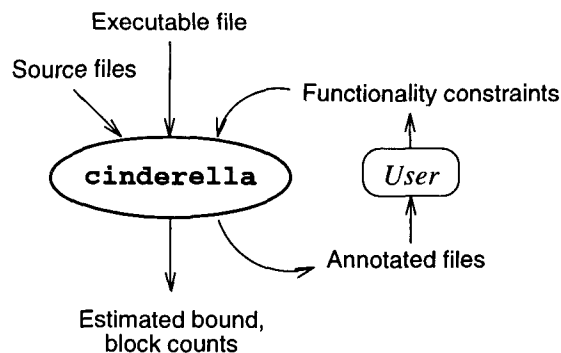 Executable file
Source files
Functionality constraints
cinderella
User
Annotated files
Estimated bound,
block counts